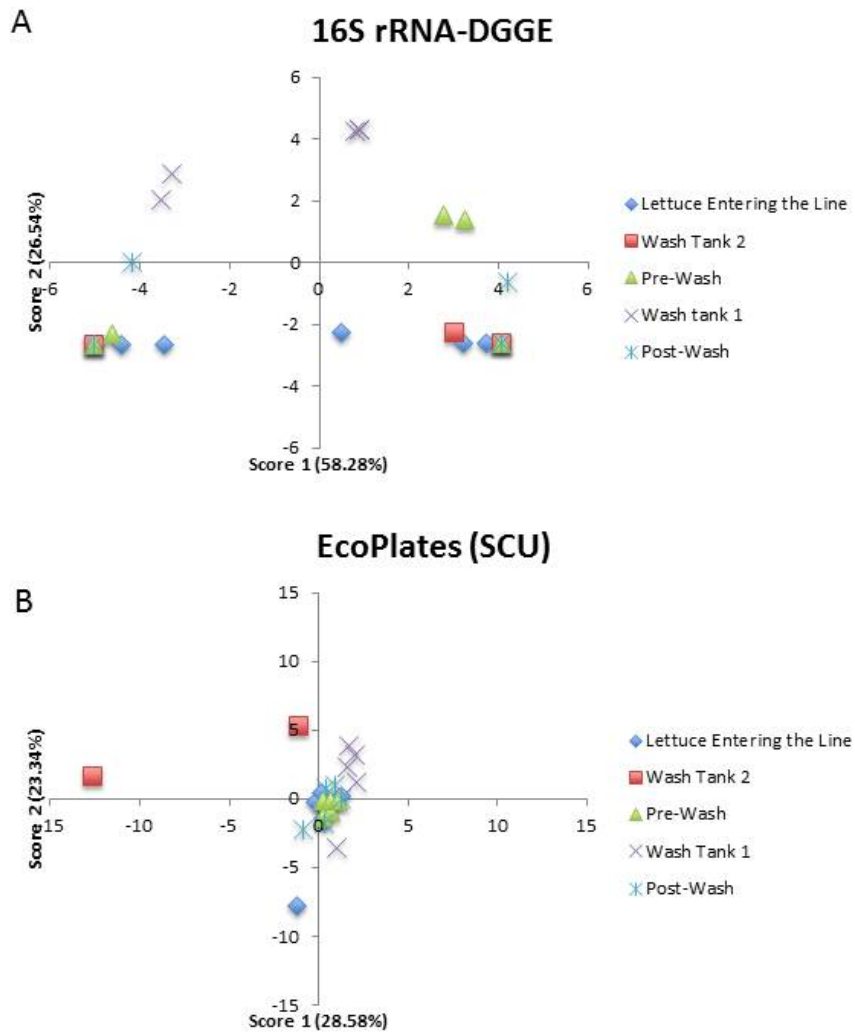 A
16S rRNA-DGGE
6
4
2
0
-2
-4
-6
-6
-4
-2
0
2
4
6
Score 2 (26.54%)
Score 1 (58.28%)
Lettuce Entering the Line
Wash Tank 2
Pre-Wash
Wash tank 1
Post-Wash
B
EcoPlates (SCU)
15
10
5
0
-5
-10
-15
-15
-10
-5
0
5
10
15
Score 2 (23.34%)
Score 1 (28.58%)
Lettuce Entering the Line
Wash Tank 2
Pre-Wash
Wash Tank 1
Post-Wash